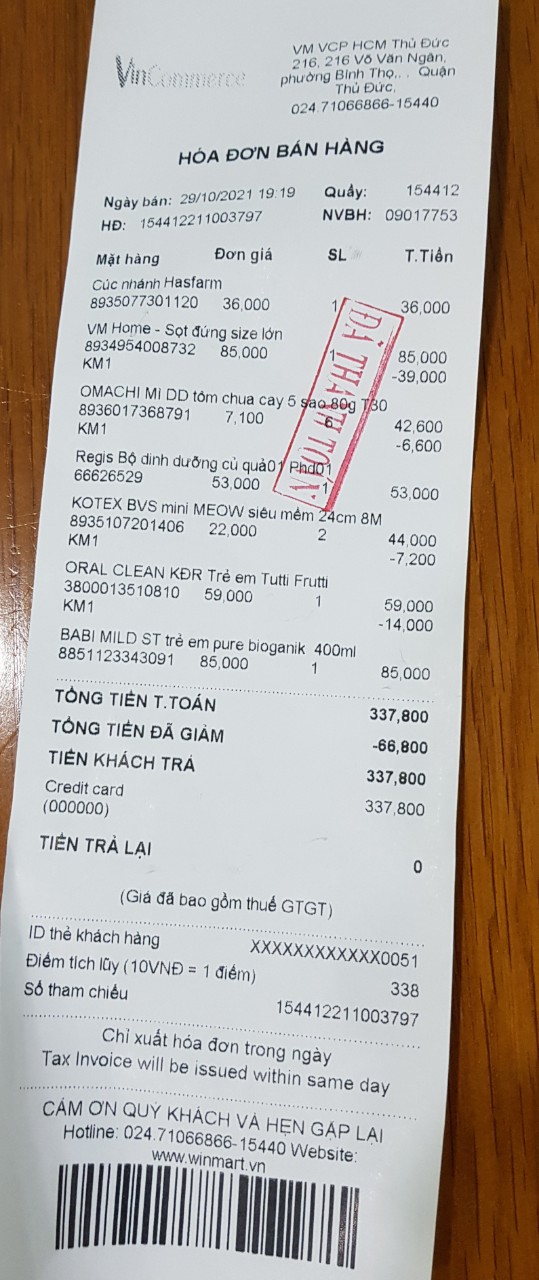 VinCommerce
VM VCP HCM Thủ Đức
216, 216 Võ Văn Ngân,
phường Bình Thọ,. . Quận
Thủ Đức,
024.71066866-15440
HÓA ĐƠN BÁN HÀNG
Ngày bán: 29/10/2021 19:19 Quầy: 154412
HĐ: 154412211003797 NVBH: 09017753
Mặt hàng Đơn giá SL T.Tiền
Cúc nhánh Hasfarm
8935077301120 36,000 1 36,000
VM Home - Sọt đứng size lớn
8934954008732 85,000 1 85,000
KM1 -39,000
OMACHI Mì DD tôm chua cay 5 sao 80g T30
8936017368791 7,100 6 42,600
KM1 -6,600
Regis Bộ dinh dưỡng củ quả01 Phd01
66626529 53,000 1 53,000
KOTEX BVS mini MEOW siêu mềm 24cm 8M
8935107201406 22,000 2 44,000
KM1 -7,200
ORAL CLEAN KĐR Trẻ em Tutti Frutti
3800013510810 59,000 1 59,000
KM1 -14,000
BABI MILD ST trẻ em pure bioganik 400ml
8851123343091 85,000 1 85,000
ĐÃ THANH TOÁN
TỔNG TIỀN T.TOÁN 337,800
TỔNG TIỀN ĐÃ GIẢM -66,800
TIỀN KHÁCH TRẢ 337,800
Credit card 337,800
(000000)
TIỀN TRẢ LẠI 0
(Giá đã bao gồm thuế GTGT)
ID thẻ khách hàng XXXXXXXXXXXX0051
Điểm tích lũy (10VNĐ = 1 điểm) 338
Số tham chiếu 154412211003797
Chỉ xuất hóa đơn trong ngày
Tax Invoice will be issued within same day
CẢM ƠN QUÝ KHÁCH VÀ HẸN GẶP LẠI
Hotline: 024.71066866-15440 Website:
www.winmart.vn